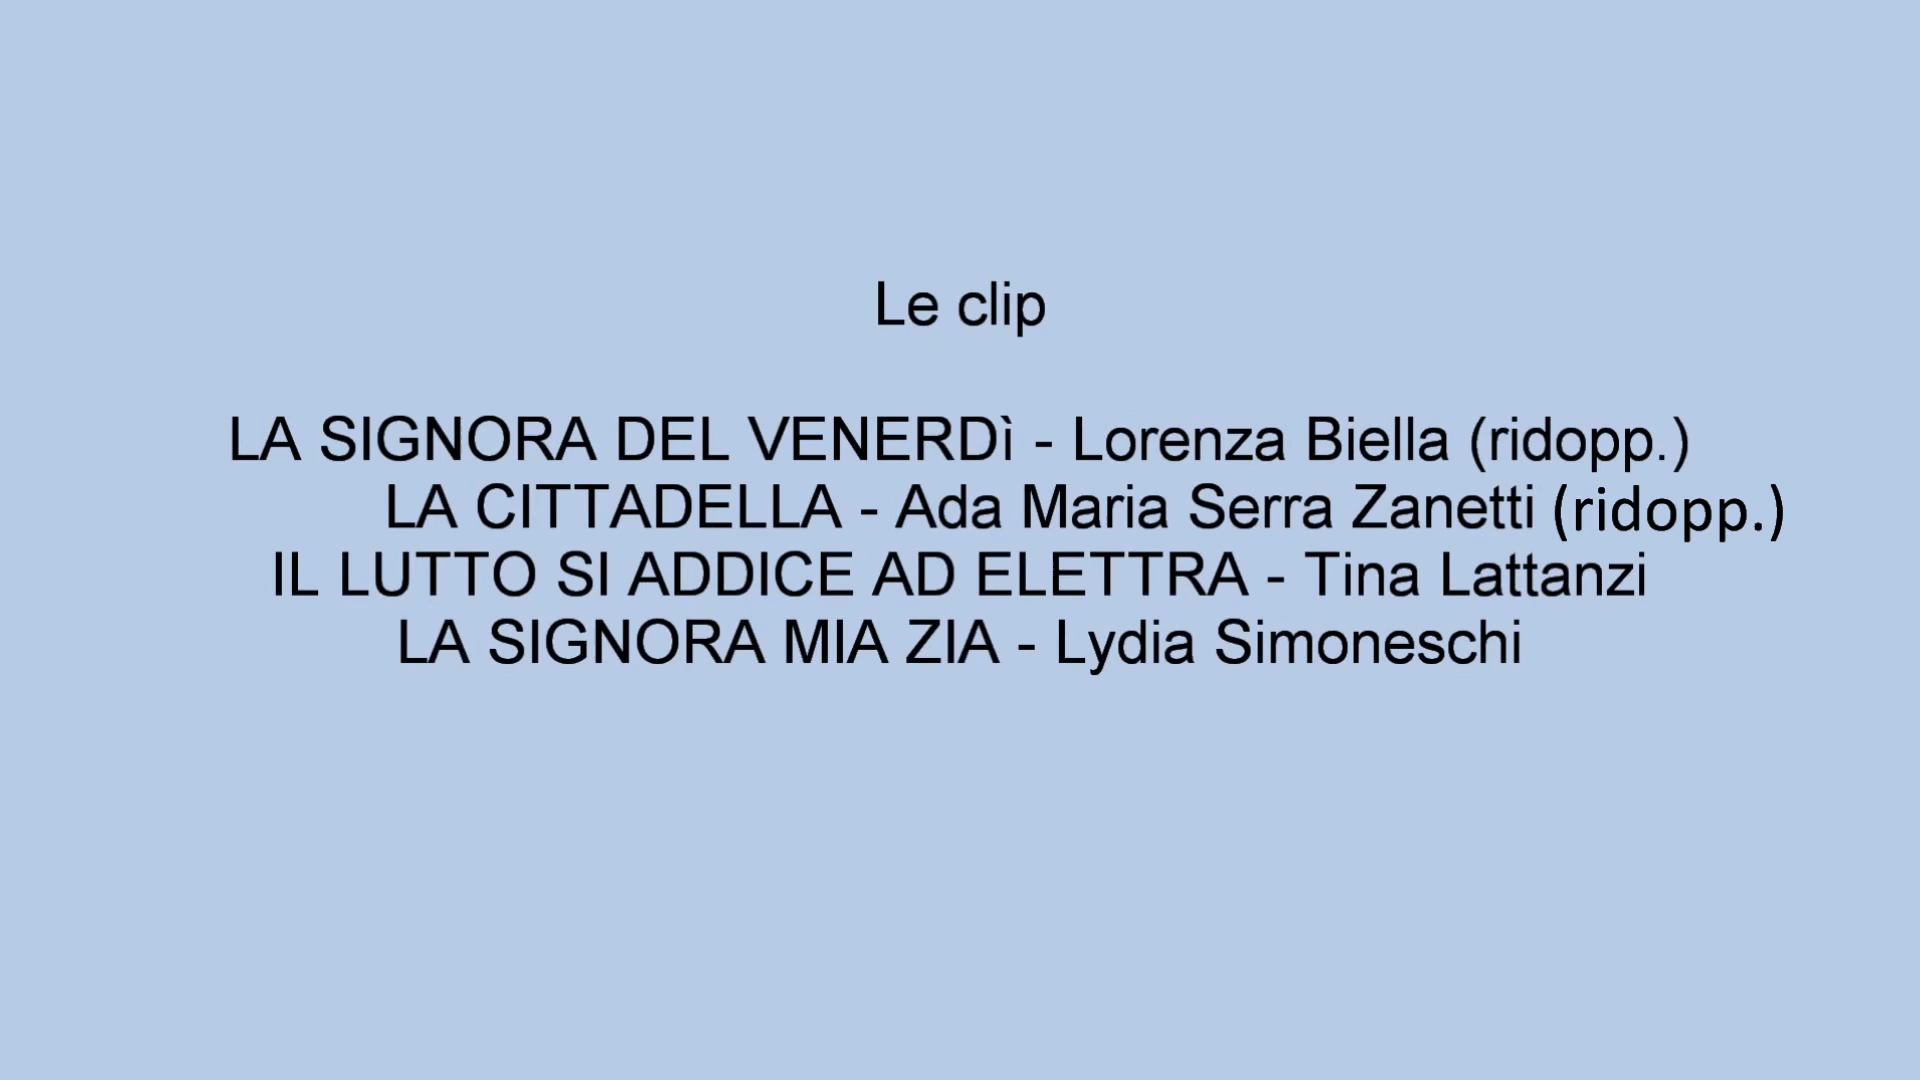 Le clip
LA SIGNORA DEL VENERDì - Lorenza Biella (ridopp.)
LA CITTADELLA - Ada Maria Serra Zanetti (ridopp.)
IL LUTTO SI ADDICE AD ELETTRA - Tina Lattanzi
LA SIGNORA MIA ZIA - Lydia Simoneschi